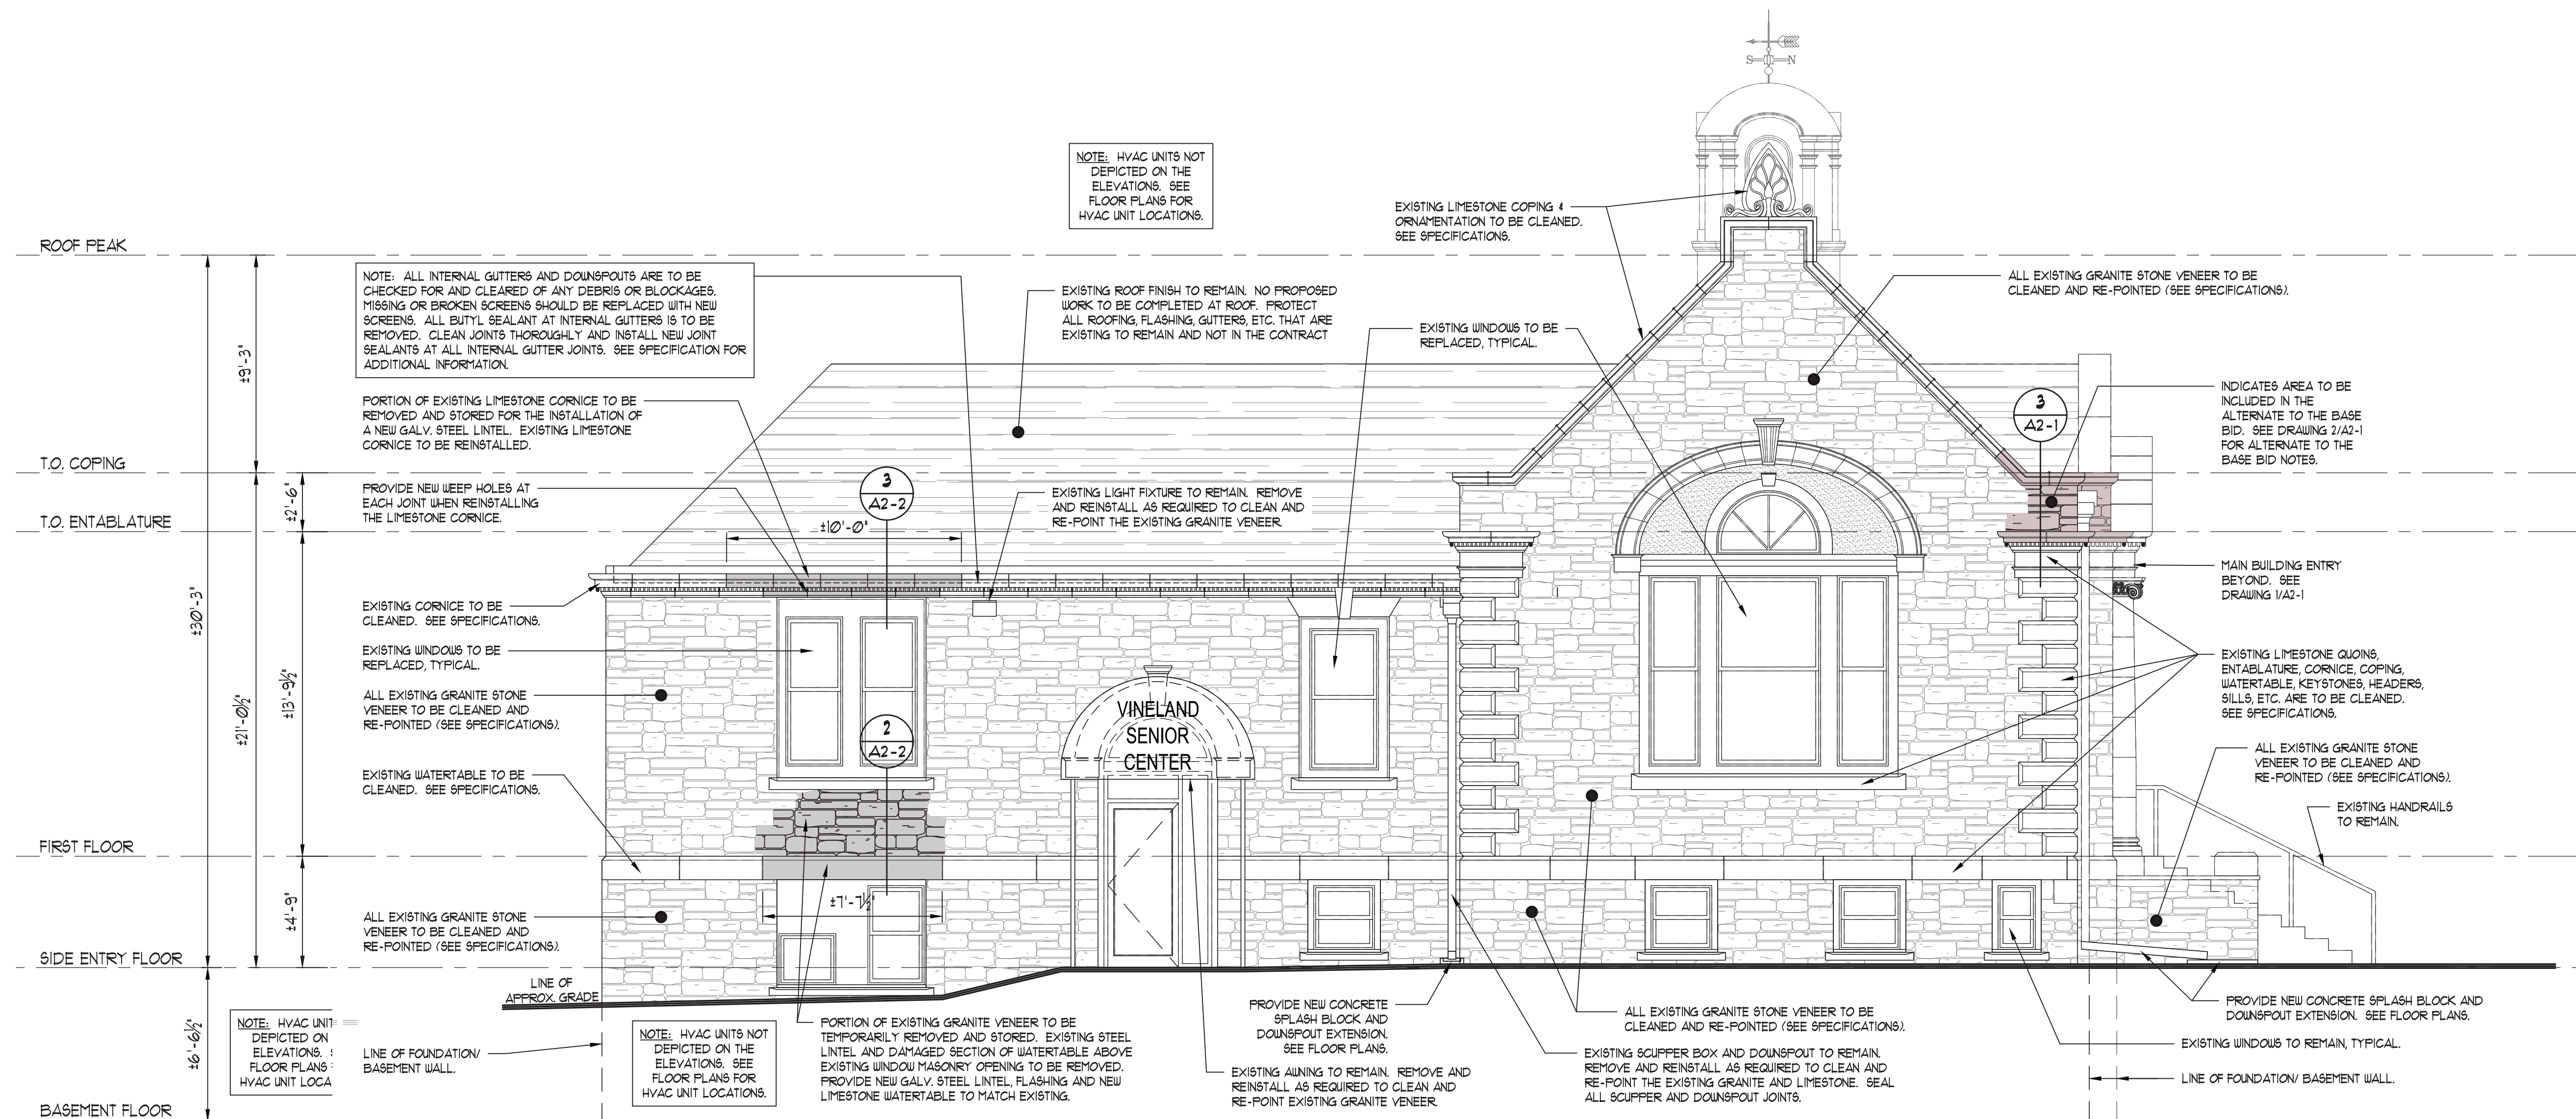 S N
NOTE: HVAC UNITS NOT
DEPICTED ON THE
ELEVATIONS. SEE
FLOOR PLANS FOR
HVAC UNIT LOCATIONS.
EXISTING LIMESTONE COPING &
ORNAMENTATION TO BE CLEANED.
SEE SPECIFICATIONS.
ROOF PEAK
NOTE: ALL INTERNAL GUTTERS AND DOWNSPOUTS ARE TO BE
CHECKED FOR AND CLEARED OF ANY DEBRIS OR BLOCKAGES.
MISSING OR BROKEN SCREENS SHOULD BE REPLACED WITH NEW
SCREENS. ALL BUTYL SEALANT AT INTERNAL GUTTERS IS TO BE
REMOVED. CLEAN JOINTS THOROUGHLY AND INSTALL NEW JOINT
SEALANTS AT ALL INTERNAL GUTTER JOINTS. SEE SPECIFICATION FOR
ADDITIONAL INFORMATION.
EXISTING ROOF FINISH TO REMAIN. NO PROPOSED
WORK TO BE COMPLETED AT ROOF. PROTECT
ALL ROOFING, FLASHING, GUTTERS, ETC. THAT ARE
EXISTING TO REMAIN AND NOT IN THE CONTRACT
EXISTING WINDOWS TO BE
REPLACED, TYPICAL.
ALL EXISTING GRANITE STONE VENEER TO BE
CLEANED AND RE-POINTED (SEE SPECIFICATIONS).
±9'-3"
PORTION OF EXISTING LIMESTONE CORNICE TO BE
REMOVED AND STORED FOR THE INSTALLATION OF
A NEW GALV. STEEL LINTEL. EXISTING LIMESTONE
CORNICE TO BE REINSTALLED.
INDICATES AREA TO BE
INCLUDED IN THE
ALTERNATE TO THE BASE
BID. SEE DRAWING 2/A2-1
FOR ALTERNATE TO THE
BASE BID NOTES.
3
A2-1
T.O. COPING
±2'-6"
PROVIDE NEW WEEP HOLES AT
EACH JOINT WHEN REINSTALLING
THE LIMESTONE CORNICE.
3
A2-2
±10'-0"
EXISTING LIGHT FIXTURE TO REMAIN. REMOVE
AND REINSTALL AS REQUIRED TO CLEAN AND
RE-POINT THE EXISTING GRANITE VENEER.
T.O. ENTABLATURE
MAIN BUILDING ENTRY
BEYOND. SEE
DRAWING 1/A2-1
±30'-3"
±21'-0½"
±13'-9½"
EXISTING CORNICE TO BE
CLEANED. SEE SPECIFICATIONS.
EXISTING WINDOWS TO BE
REPLACED, TYPICAL.
ALL EXISTING GRANITE STONE
VENEER TO BE CLEANED AND
RE-POINTED (SEE SPECIFICATIONS).
EXISTING LIMESTONE QUOINS,
ENTABLATURE, CORNICE, COPING,
WATERTABLE, KEYSTONES, HEADERS,
SILLS, ETC. ARE TO BE CLEANED.
SEE SPECIFICATIONS.
VINELAND
SENIOR
CENTER
2
A2-2
EXISTING WATERTABLE TO BE
CLEANED. SEE SPECIFICATIONS.
ALL EXISTING GRANITE STONE
VENEER TO BE CLEANED AND
RE-POINTED (SEE SPECIFICATIONS).
EXISTING HANDRAILS
TO REMAIN.
FIRST FLOOR
±4'-9"
±7'-7½"
ALL EXISTING GRANITE STONE
VENEER TO BE CLEANED AND
RE-POINTED (SEE SPECIFICATIONS).
SIDE ENTRY FLOOR
LINE OF
APPROX. GRADE
±6'-6½"
NOTE: HVAC UNIT
DEPICTED ON
ELEVATIONS. S
FLOOR PLANS
HVAC UNIT LOCA
LINE OF FOUNDATION/
BASEMENT WALL.
NOTE: HVAC UNITS NOT
DEPICTED ON THE
ELEVATIONS. SEE
FLOOR PLANS FOR
HVAC UNIT LOCATIONS.
PORTION OF EXISTING GRANITE VENEER TO BE
TEMPORARILY REMOVED AND STORED. EXISTING STEEL
LINTEL AND DAMAGED SECTION OF WATERTABLE ABOVE
EXISTING WINDOW MASONRY OPENING TO BE REMOVED.
PROVIDE NEW GALV. STEEL LINTEL, FLASHING AND NEW
LIMESTONE WATERTABLE TO MATCH EXISTING.
PROVIDE NEW CONCRETE
SPLASH BLOCK AND
DOWNSPOUT EXTENSION.
SEE FLOOR PLANS.
EXISTING AWNING TO REMAIN. REMOVE AND
REINSTALL AS REQUIRED TO CLEAN AND
RE-POINT EXISTING GRANITE VENEER.
ALL EXISTING GRANITE STONE VENEER TO BE
CLEANED AND RE-POINTED (SEE SPECIFICATIONS).
EXISTING SCUPPER BOX AND DOWNSPOUT TO REMAIN.
REMOVE AND REINSTALL AS REQUIRED TO CLEAN AND
RE-POINT THE EXISTING GRANITE AND LIMESTONE. SEAL
ALL SCUPPER AND DOWNSPOUT JOINTS.
PROVIDE NEW CONCRETE SPLASH BLOCK AND
DOWNSPOUT EXTENSION. SEE FLOOR PLANS.
EXISTING WINDOWS TO REMAIN, TYPICAL.
LINE OF FOUNDATION/ BASEMENT WALL.
BASEMENT FLOOR